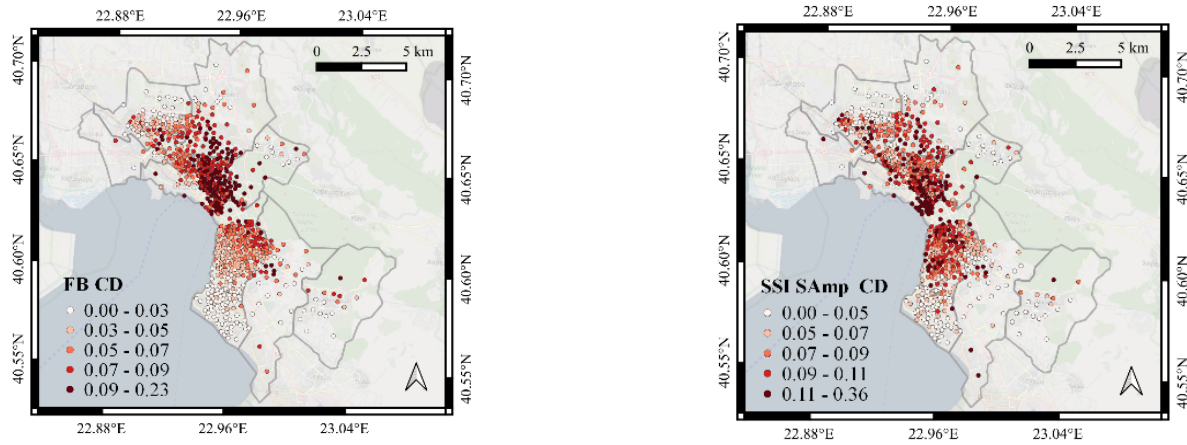 22.88°E 22.96°E 23.04°E
0 2.5 5 km
40.70°N 40.70°N
40.65°N 40.65°N
40.60°N 40.60°N
40.55°N 40.55°N
FB CD
0.00 - 0.03
0.03 - 0.05
0.05 - 0.07
0.07 - 0.09
0.09 - 0.23
22.88°E 22.96°E 23.04°E
22.88°E 22.96°E 23.04°E
0 2.5 5 km
40.70°N 40.70°N
40.65°N 40.65°N
40.60°N 40.60°N
40.55°N 40.55°N
SSI SAmp CD
0.00 - 0.05
0.05 - 0.07
0.07 - 0.09
0.09 - 0.11
0.11 - 0.36
22.88°E 22.96°E 23.04°E